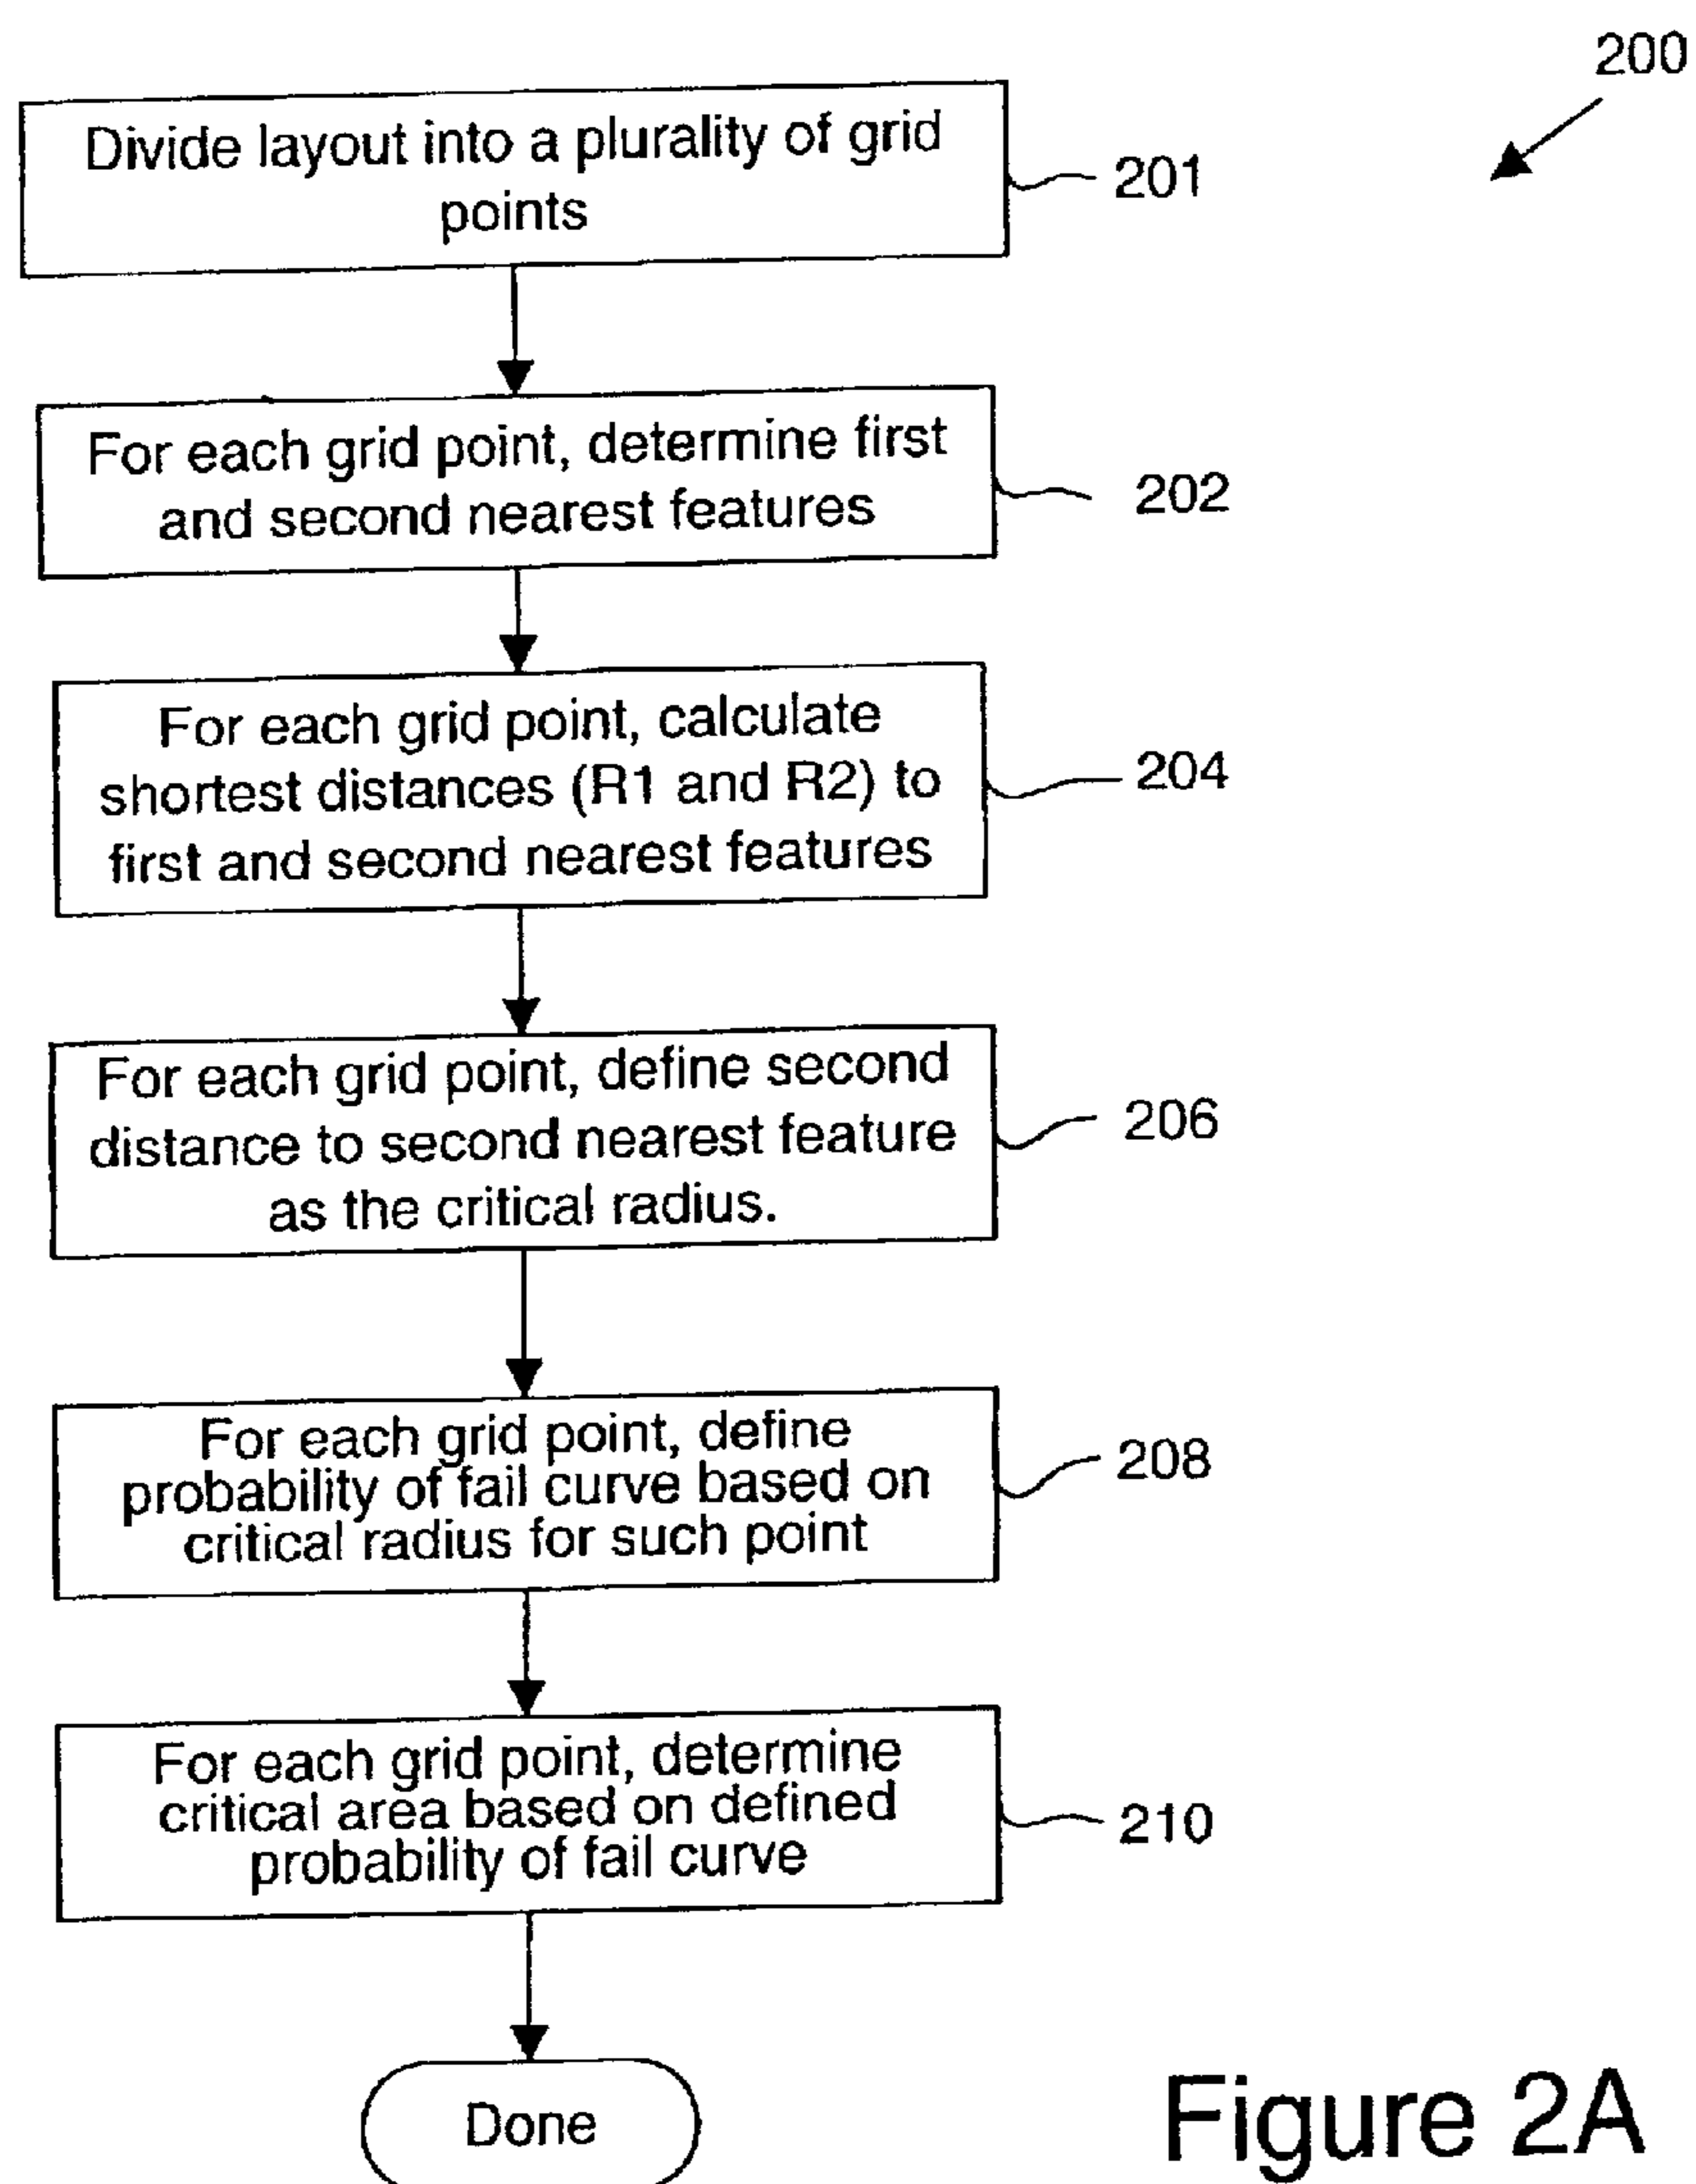 200
Divide layout into a plurality of grid
points
201
For each grid point, determine first
and second nearest features
202
For each grid point, calculate
shortest distances (R1 and R2) to
first and second nearest features
204
For each grid point, define second
distance to second nearest feature
as the critical radius.
206
For each grid point, define
probability of fail curve based on
critical radius for such point
208
For each grid point, determine
critical area based on defined
probability of fail curve
210
Done
Figure 2A